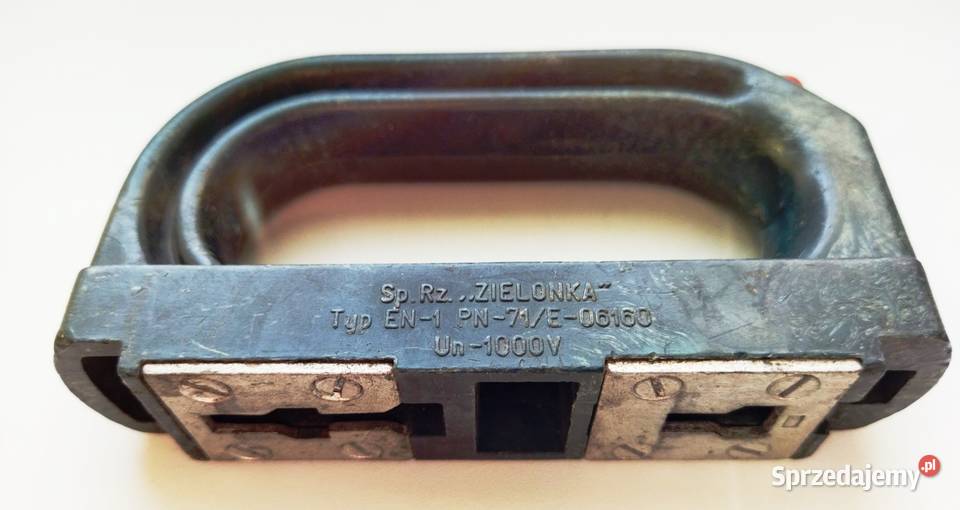 Sp. Rz. „ZIELONKA"
Typ EN-1 PN-71/E-06160
Un-1000V
Sprzedajemy.pl